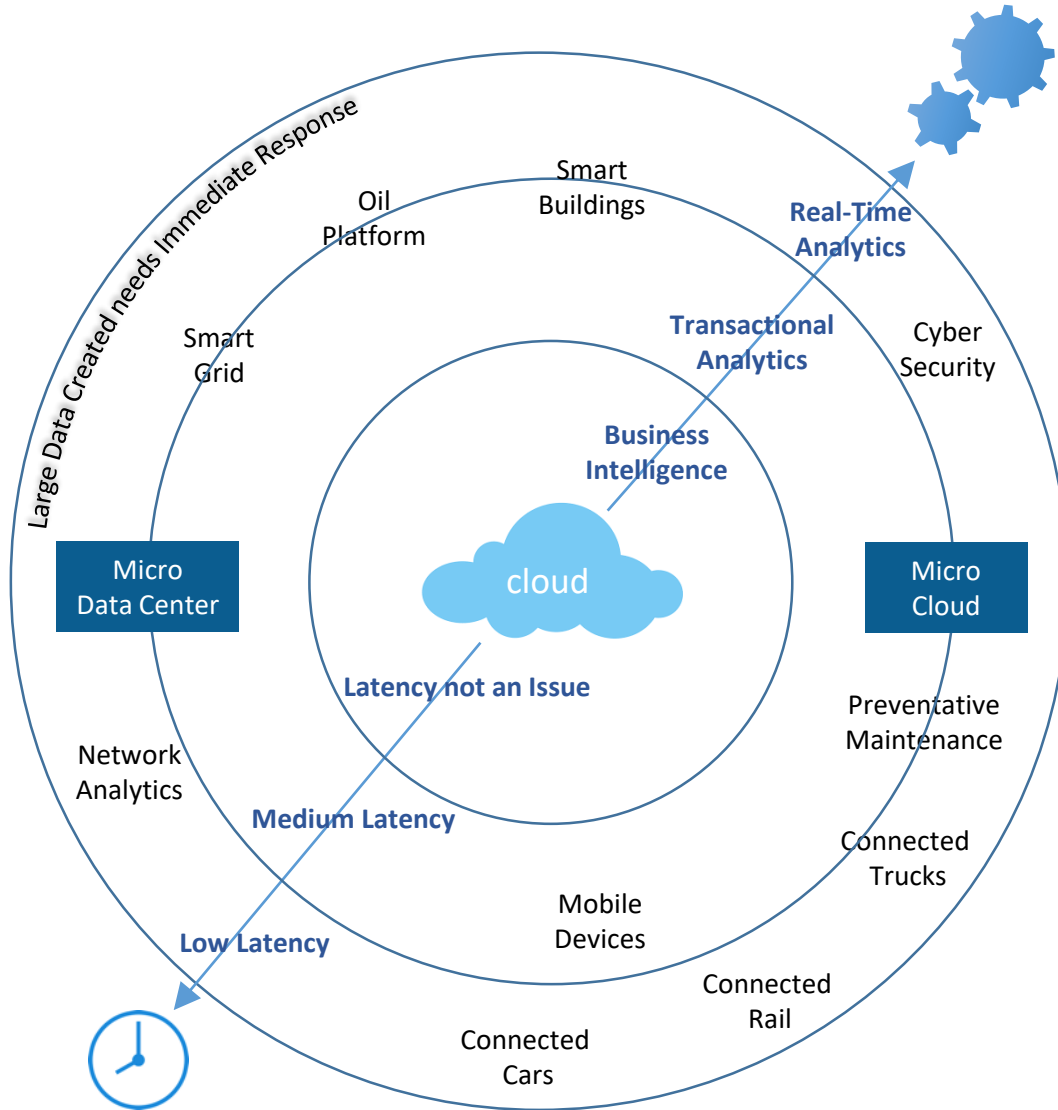 Large Data Created needs Immediate Response
Smart
Buildings
Oil
Platform
Real-Time
Analytics
Smart
Grid
Transactional
Analytics
Cyber
Security
Business
Intelligence
Micro
Data Center
cloud
Micro
Cloud
Latency not an Issue
Preventative
Maintenance
Network
Analytics
Medium Latency
Connected
Trucks
Mobile
Devices
Low Latency
Connected
Rail
Connected
Cars